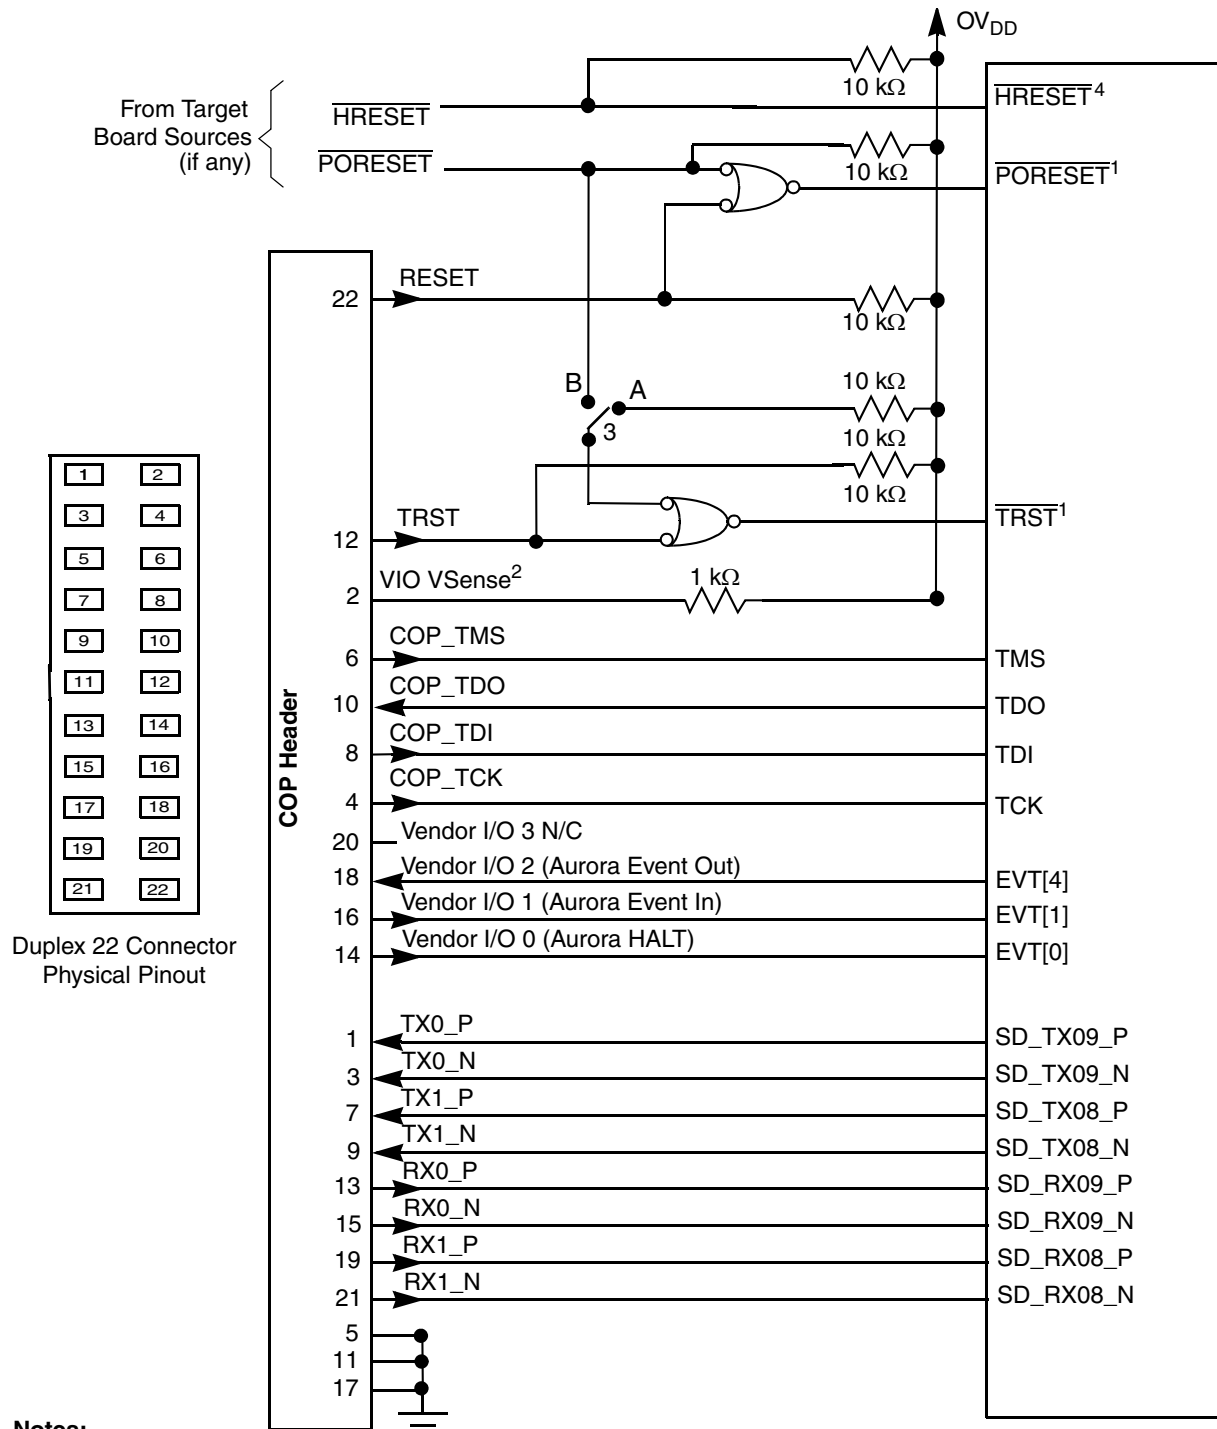 OVDD
10 kΩ
From Target
Board Sources
(if any)
HRESET
HRESET4
PORESET
10 kΩ
PORESET1
22
RESET
10 kΩ
B
A
3
10 kΩ
10 kΩ
10 kΩ
12
TRST
TRST1
2
VIO VSense2
1 kΩ
COP Header
6
COP_TMS
TMS
10
COP_TDO
TDO
8
COP_TDI
TDI
4
COP_TCK
TCK
20
Vendor I/O 3 N/C
18
Vendor I/O 2 (Aurora Event Out)
EVT[4]
16
Vendor I/O 1 (Aurora Event In)
EVT[1]
14
Vendor I/O 0 (Aurora HALT)
EVT[0]
1
TX0_P
SD_TX09_P
3
TX0_N
SD_TX09_N
7
TX1_P
SD_TX08_P
9
TX1_N
SD_TX08_N
13
RX0_P
SD_RX09_P
15
RX0_N
SD_RX09_N
19
RX1_P
SD_RX08_P
21
RX1_N
SD_RX08_N
5
11
17
1 2
3 4
5 6
7 8
9 10
11 12
13 14
15 16
17 18
19 20
21 22
Duplex 22 Connector
Physical Pinout
Notes: